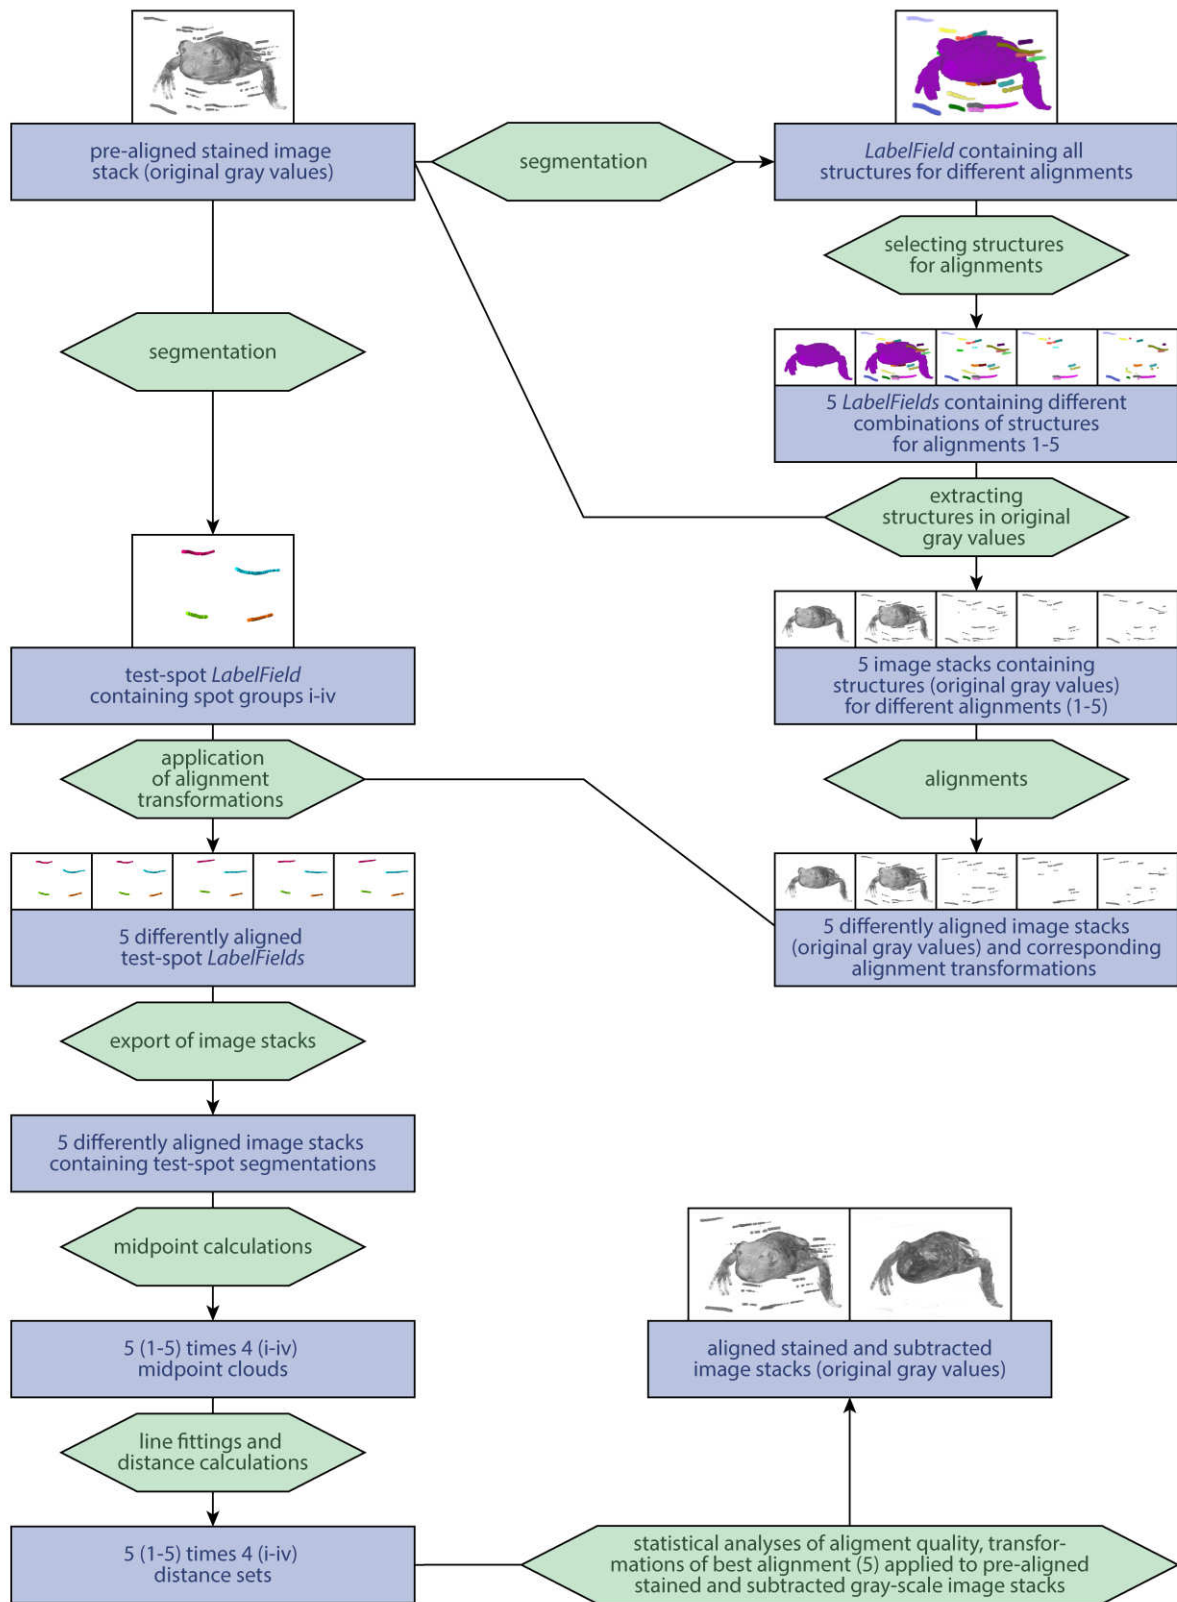 pre-aligned stained image
stack (original gray values)
segmentation
LabelField containing all
structures for different alignments
selecting structures
for alignments
segmentation
5 LabelFields containing different
combinations of structures
for alignments 1-5
extracting
structures in original
gray values
test-spot LabelField
containing spot groups i-iv
5 image stacks containing
structures (original gray values)
for different alignments (1-5)
application
of alignment
transformations
alignments
5 differently aligned
test-spot LabelFields
5 differently aligned image stacks
(original gray values) and corresponding
alignment transformations
export of image stacks
5 differently aligned image stacks
containing test-spot segmentations
midpoint calculations
5 (1-5) times 4 (i-iv)
midpoint clouds
aligned stained and subtracted
image stacks (original gray values)
line fittings and
distance calculations
5 (1-5) times 4 (i-iv)
distance sets
statistical analyses of aligment quality, transfor-
mations of best alignment (5) applied to pre-aligned
stained and subtracted gray-scale image stacks